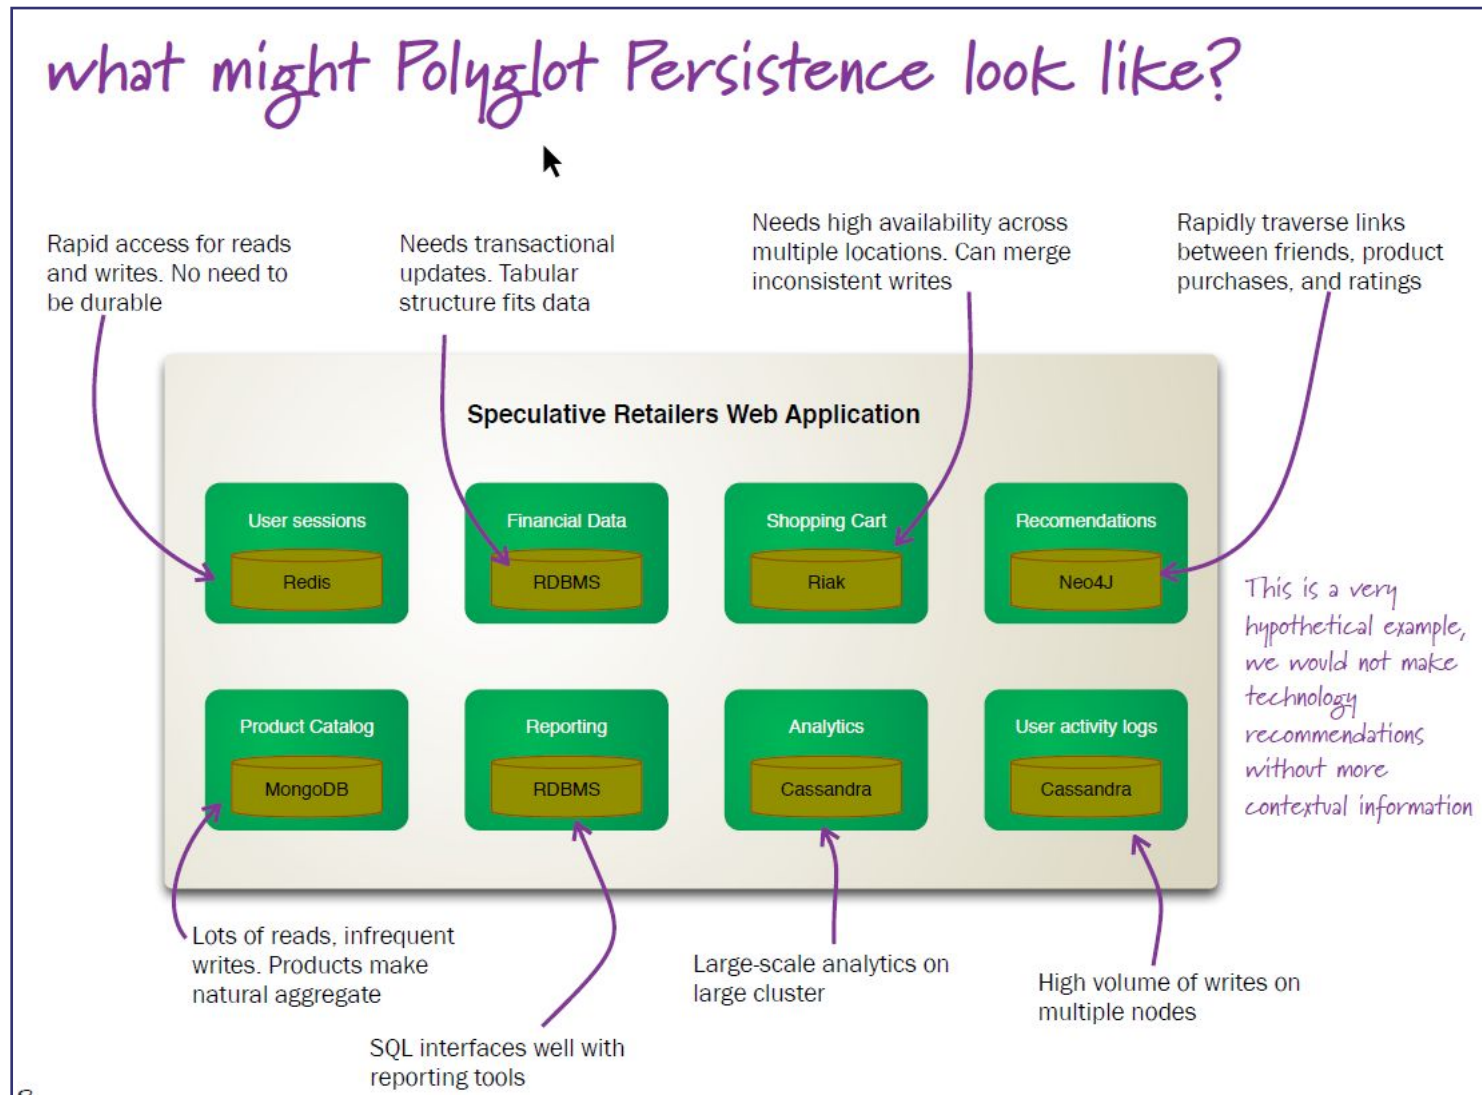 what might Polyglot Persistence look like?
Rapid access for reads
and writes. No need to
be durable
Needs transactional
updates. Tabular
structure fits data
Needs high availability across
multiple locations. Can merge
inconsistent writes
Rapidly traverse links
between friends, product
purchases, and ratings
Speculative Retailers Web Application
User sessions
Redis
Financial Data
RDBMS
Shopping Cart
Riak
Recomendations
Neo4J
This is a very
hypothetical example,
we would not make
technology
recommendations
without more
contextual information
Product Catalog
MongoDB
Reporting
RDBMS
Analytics
Cassandra
User activity logs
Cassandra
Lots of reads, infrequent
writes. Products make
natural aggregate
SQL interfaces well with
reporting tools
Large-scale analytics on
large cluster
High volume of writes on
multiple nodes